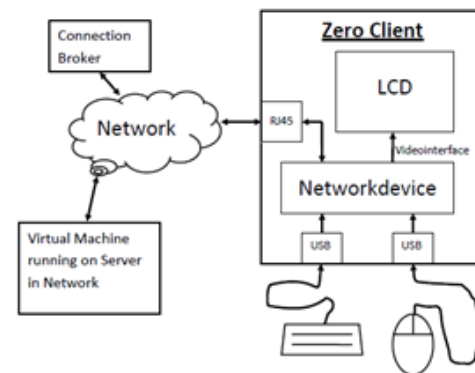 Connection
Broker
Network
Virtual Machine
running on Server
in Network
Zero Client
LCD
RJ45
Videointerface
Networkdevice
USB
USB